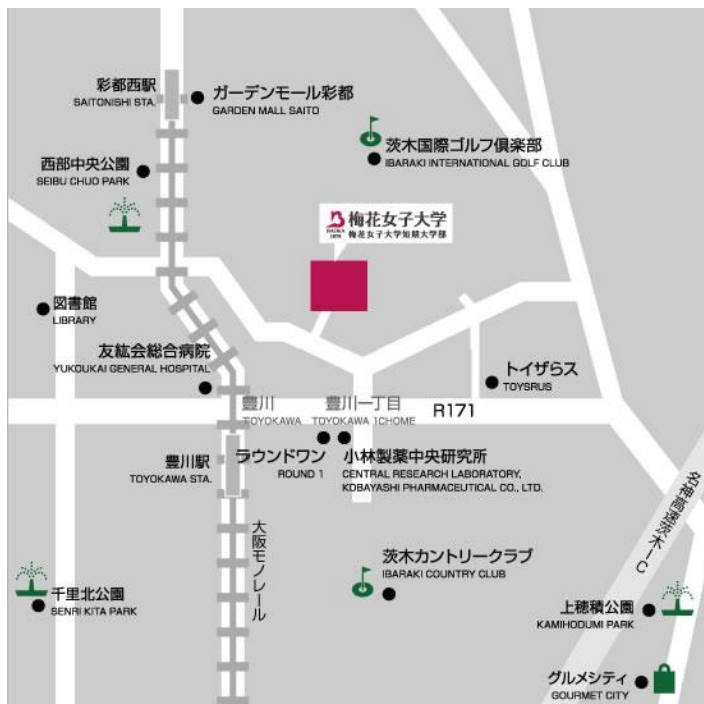 彩都西駅
SAITONISHI STA.
ガーデンモール彩都
GARDEN MALL SAITO
茨木国際ゴルフ倶楽部
IBARAKI INTERNATIONAL GOLF CLUB
西部中央公園
SEIBU CHUO PARK
梅花女子大学
梅花女子大学短期大学部
図書館
LIBRARY
友紘会総合病院
YUKOUKAI GENERAL HOSPITAL
トイザらス
TOYSRUS
豊川
TOYOKAWA
豊川一丁目
TOYOKAWA 1CHOME
R171
豊川駅
TOYOKAWA STA.
ラウンドワン
ROUND 1
小林製薬中央研究所
CENTRAL RESEARCH LABORATORY,
KOBAYASHI PHARMACEUTICAL CO., LTD.
名神高速茨木IC
大阪モノレール
茨木カントリークラブ
IBARAKI COUNTRY CLUB
千里北公園
SENRI KITA PARK
上穂積公園
KAMIHODUMI PARK
グルメシティ
GOURMET CITY